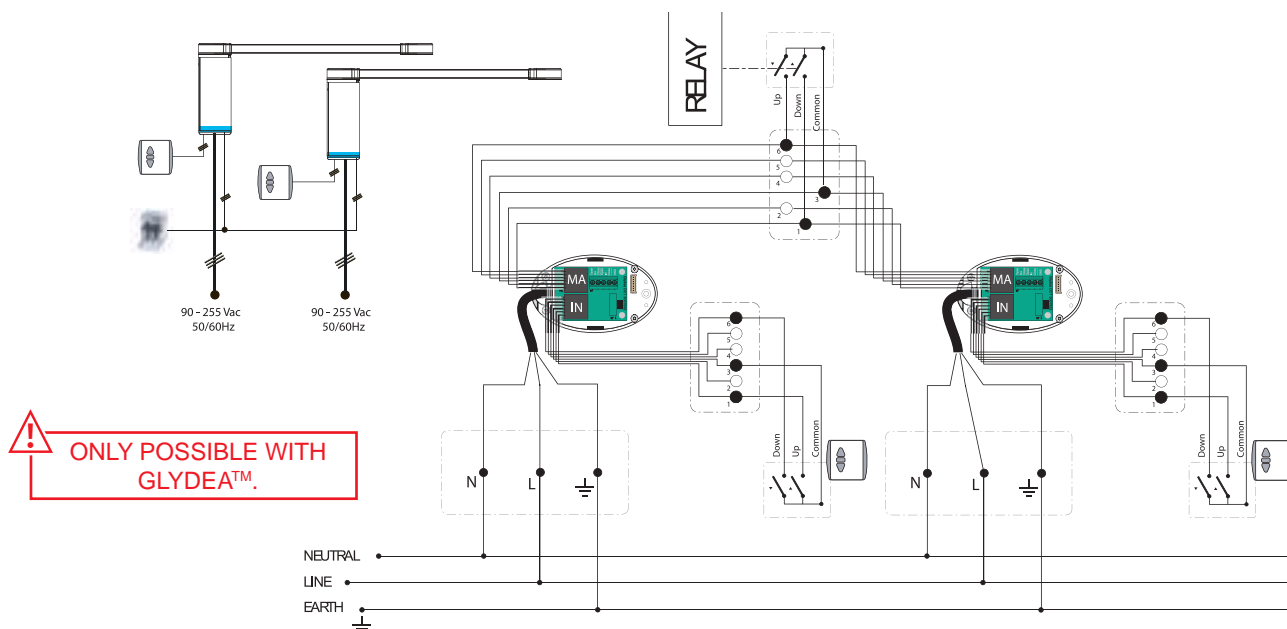 RELAY
Up
Down
Common
6
5
4
3
2
1
MA
IN
MA
IN
90 - 255 Vac
50/60Hz
90 - 255 Vac
50/60Hz
6
5
4
3
2
1
6
5
4
3
2
1
Down
Up
Common
Down
Up
Common
! ONLY POSSIBLE WITH
GLYDEA™.
N
L
N
L
NEUTRAL
LINE
EARTH